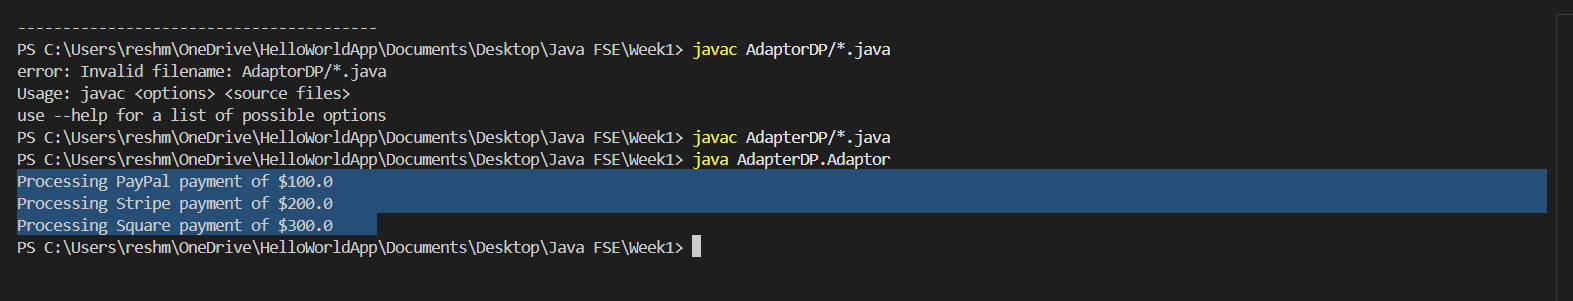 ----------------------------------------
PS C:\Users\reshm\OneDrive\HelloWorldApp\Documents\Desktop\Java FSE\Week1> javac AdaptorDP/*.java
error: Invalid filename: AdaptorDP/*.java
Usage: javac <options> <source files>
use --help for a list of possible options
PS C:\Users\reshm\OneDrive\HelloWorldApp\Documents\Desktop\Java FSE\Week1> javac AdapterDP/*.java
PS C:\Users\reshm\OneDrive\HelloWorldApp\Documents\Desktop\Java FSE\Week1> java AdapterDP.Adaptor
Processing PayPal payment of $100.0
Processing Stripe payment of $200.0
Processing Square payment of $300.0
PS C:\Users\reshm\OneDrive\HelloWorldApp\Documents\Desktop\Java FSE\Week1>